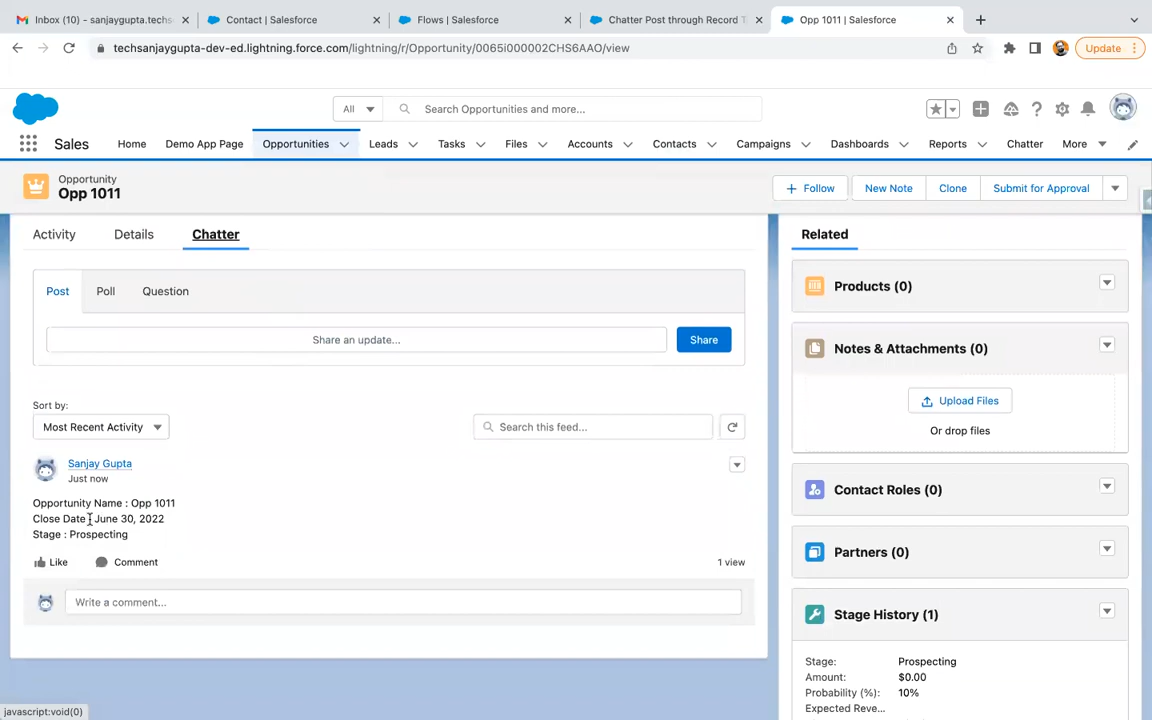 Inbox (10) - sanjaygupta.techs
Contact | Salesforce
Flows | Salesforce
Chatter Post through Record T
Opp 1011 | Salesforce
techsanjaygupta-dev-ed.lightning.force.com/lightning/r/Opportunity/0065i000002CHS6AAO/view
Update
All
Search Opportunities and more...
Sales
Home
Demo App Page
Opportunities
Leads
Tasks
Files
Accounts
Contacts
Campaigns
Dashboards
Reports
Chatter
More
Opportunity
Opp 1011
Follow
New Note
Clone
Submit for Approval
Activity
Details
Chatter
Post
Poll
Question
Share an update...
Share
Sort by:
Most Recent Activity
Search this feed...
Sanjay Gupta
Just now
Opportunity Name : Opp 1011
Close Date : June 30, 2022
Stage : Prospecting
Like
Comment
1 view
Write a comment...
Related
Products (0)
Notes & Attachments (0)
Upload Files
Or drop files
Contact Roles (0)
Partners (0)
Stage History (1)
Stage: Prospecting
Amount: $0.00
Probability (%): 10%
Expected Reve...
javascript:void(0)